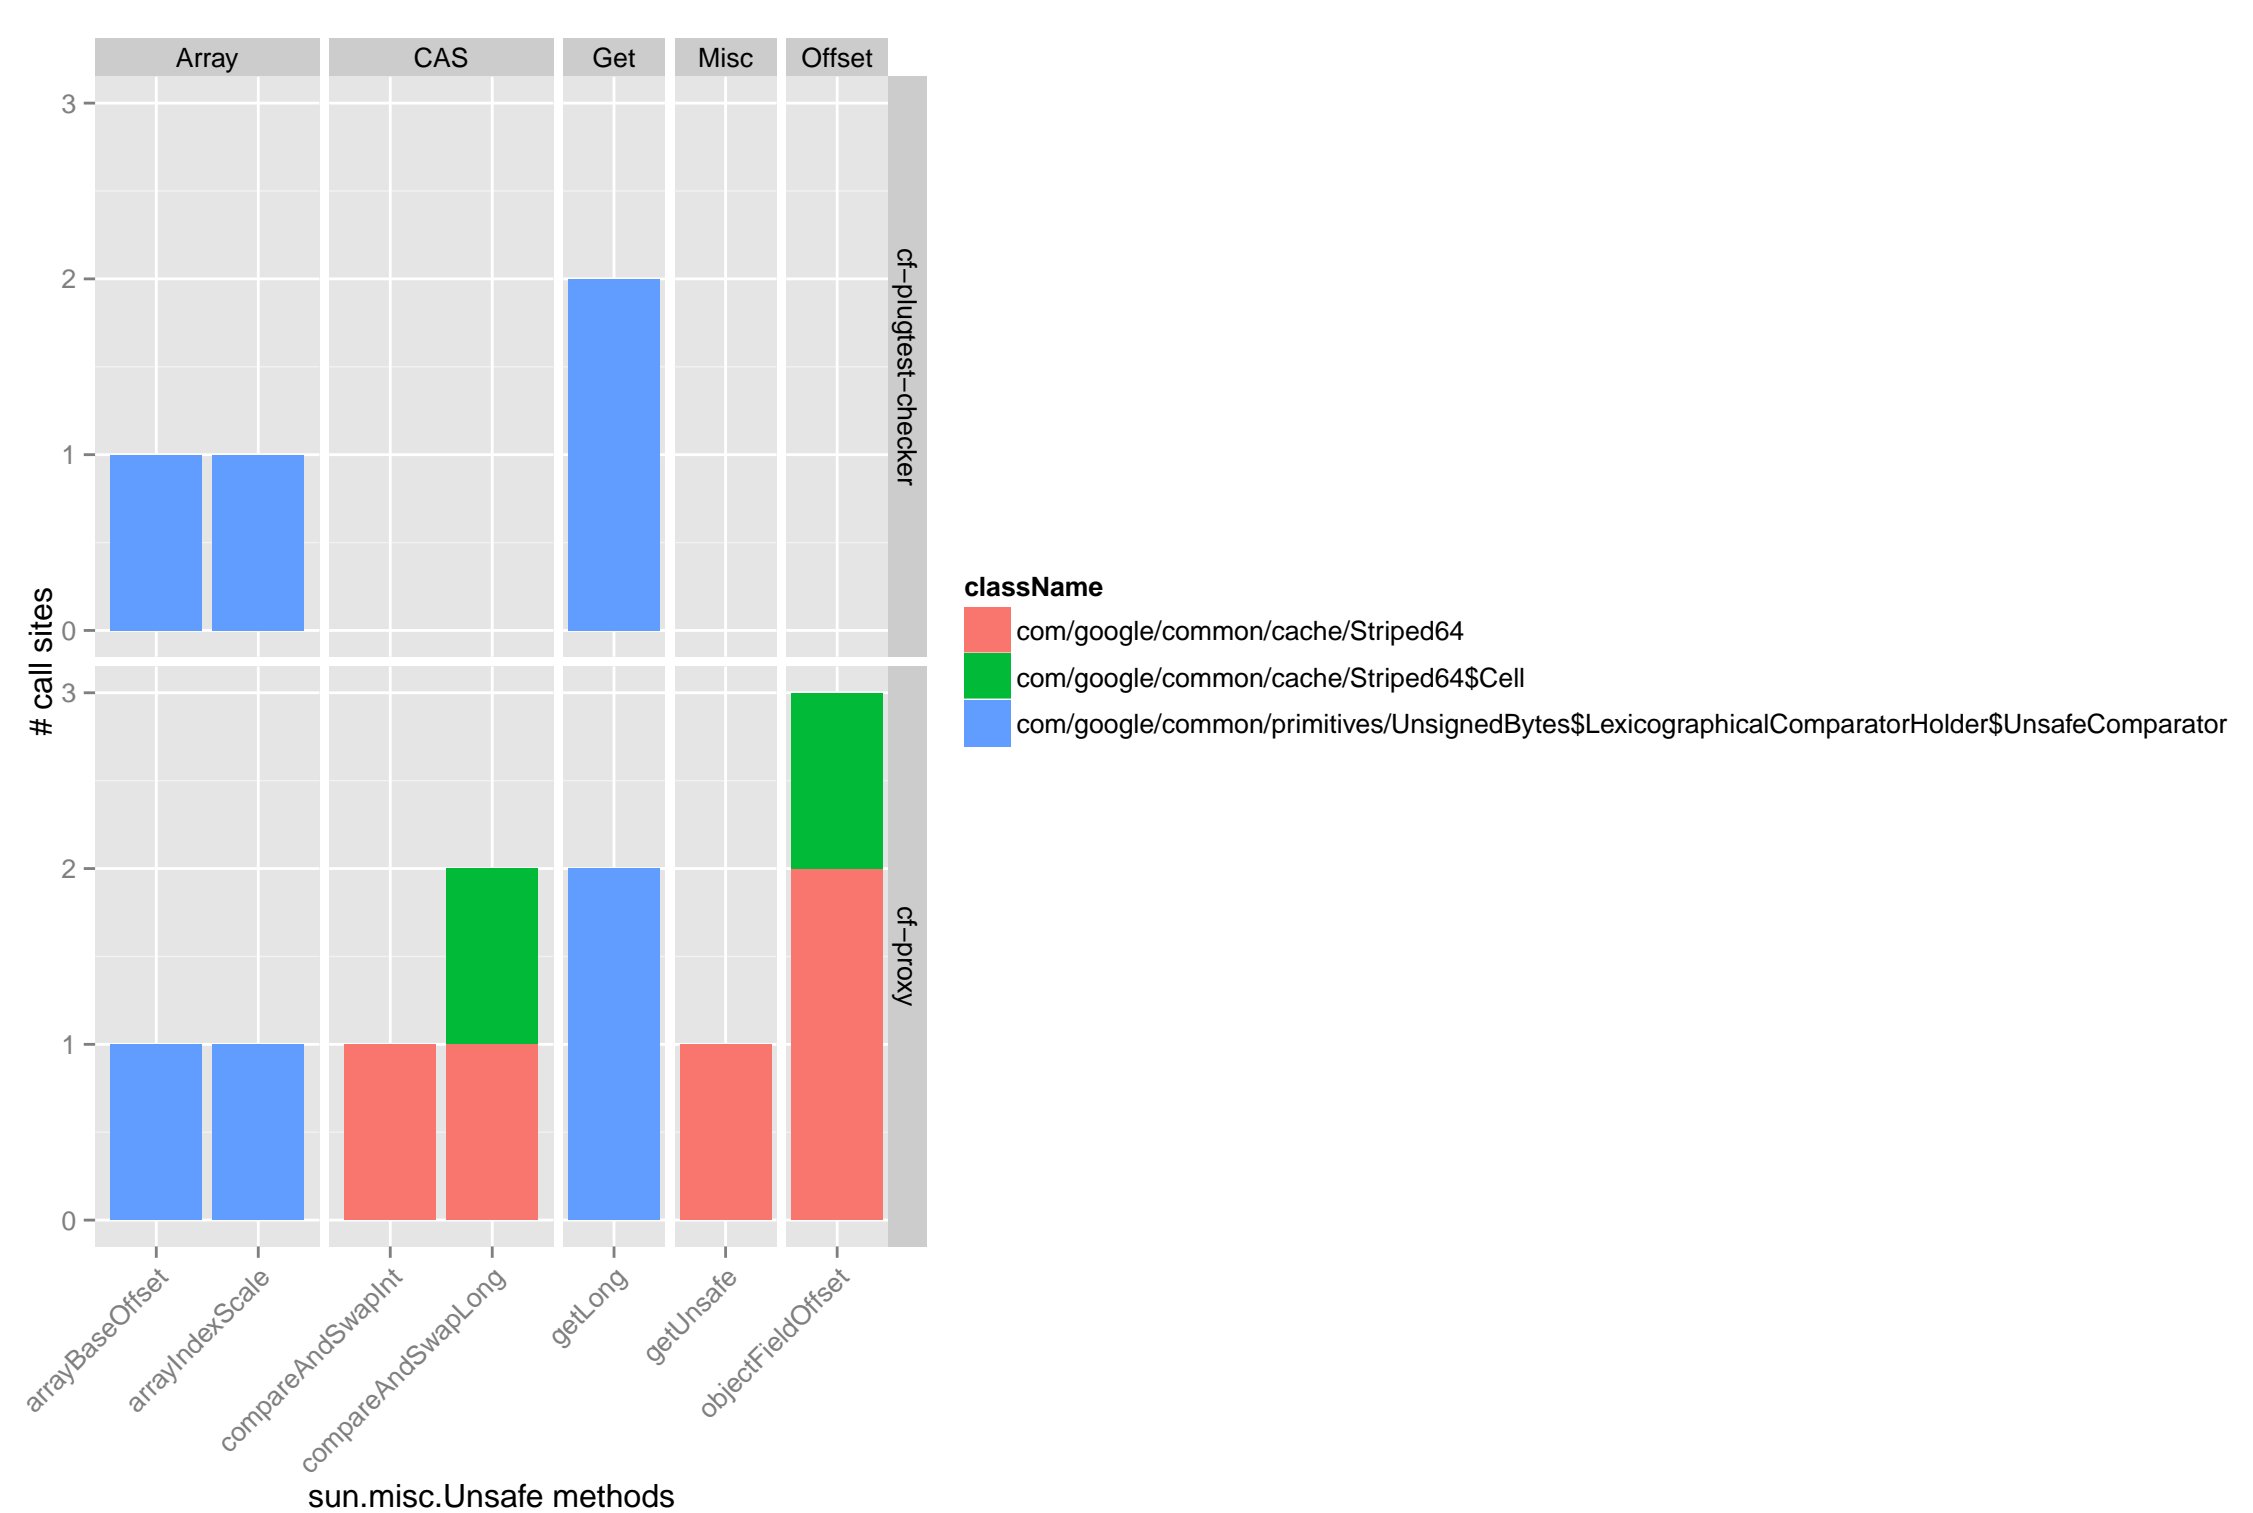 Array CAS Get Misc Offset
3
2
1
0
cf−plugtest−checker
3
2
1
0
cf−proxy
# call sites
arrayBaseOffset
arrayIndexScale
compareAndSwapInt
compareAndSwapLong
getLong
getUnsafe
objectFieldOffset
sun.misc.Unsafe methods
className
com/google/common/cache/Striped64
com/google/common/cache/Striped64$Cell
com/google/common/primitives/UnsignedBytes$LexicographicalComparatorHolder$UnsafeComparator